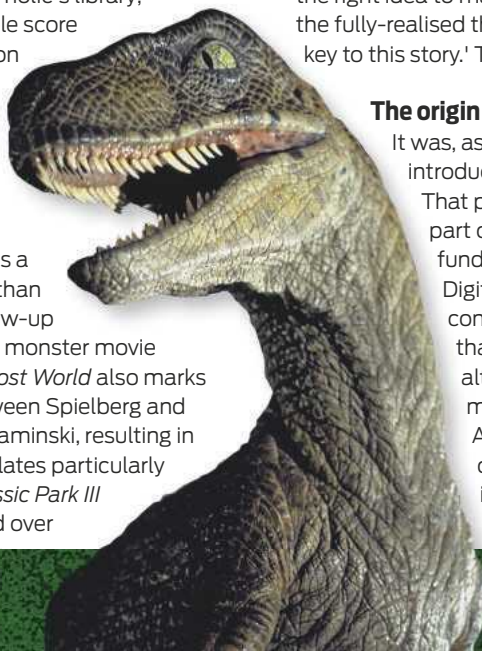 holic's library,
le score
on
s a
than
w-up
monster movie
ost World also marks
ween Spielberg and
aminski, resulting in
lates particularly
ssic Park III
d over
the right idea to m
the fully-realised th
key to this story.' T
The origin
It was, as
introduc
That p
part o
fund
Digit
con
tha
alt
m
A